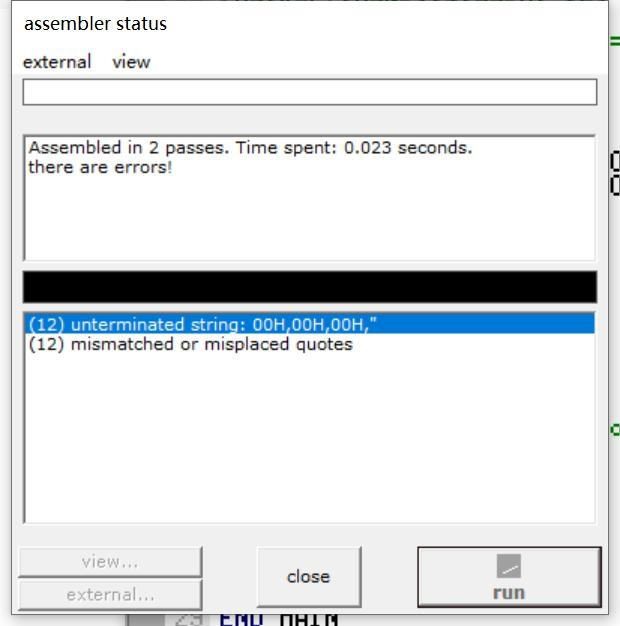 assembler status
external view
Assembled in 2 passes. Time spent: 0.023 seconds.
there are errors!
(12) unterminated string: 00H,00H,00H,"
(12) mismatched or misplaced quotes
view...
external...
close
run
29 END MAIN